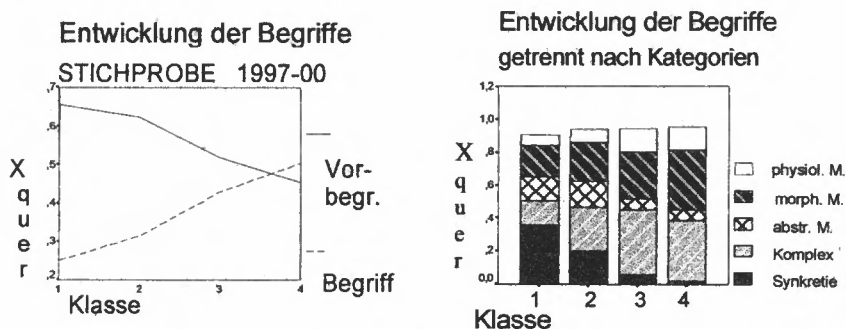 Entwicklung der Begriffe
STICHPROBE 1997-00
,7
,6
,5
,4
,3
,2
X
q
u
e
r
1
2
3
4
Klasse
Vor-
begr.
Begriff
Entwicklung der Begriffe
getrennt nach Kategorien
1,2
1,0
,8
,6
,4
,2
0,0
X
q
u
e
r
1
2
3
4
Klasse
physiol. M.
morph. M.
abstr. M.
Komplex
Synkretie